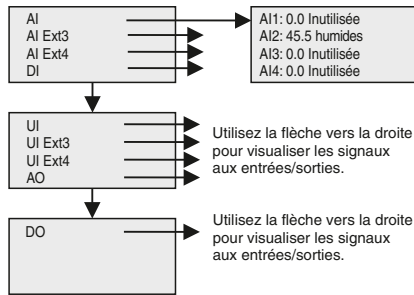 AI
AI Ext3
AI Ext4
DI
AI1: 0.0 Inutilisée
AI2: 45.5 humides
AI3: 0.0 Inutilisée
AI4: 0.0 Inutilisée
UI
UI Ext3
UI Ext4
AO
Utilisez la flèche vers la droite
pour visualiser les signaux
aux entrées/sorties.
DO
Utilisez la flèche vers la droite
pour visualiser les signaux
aux entrées/sorties.